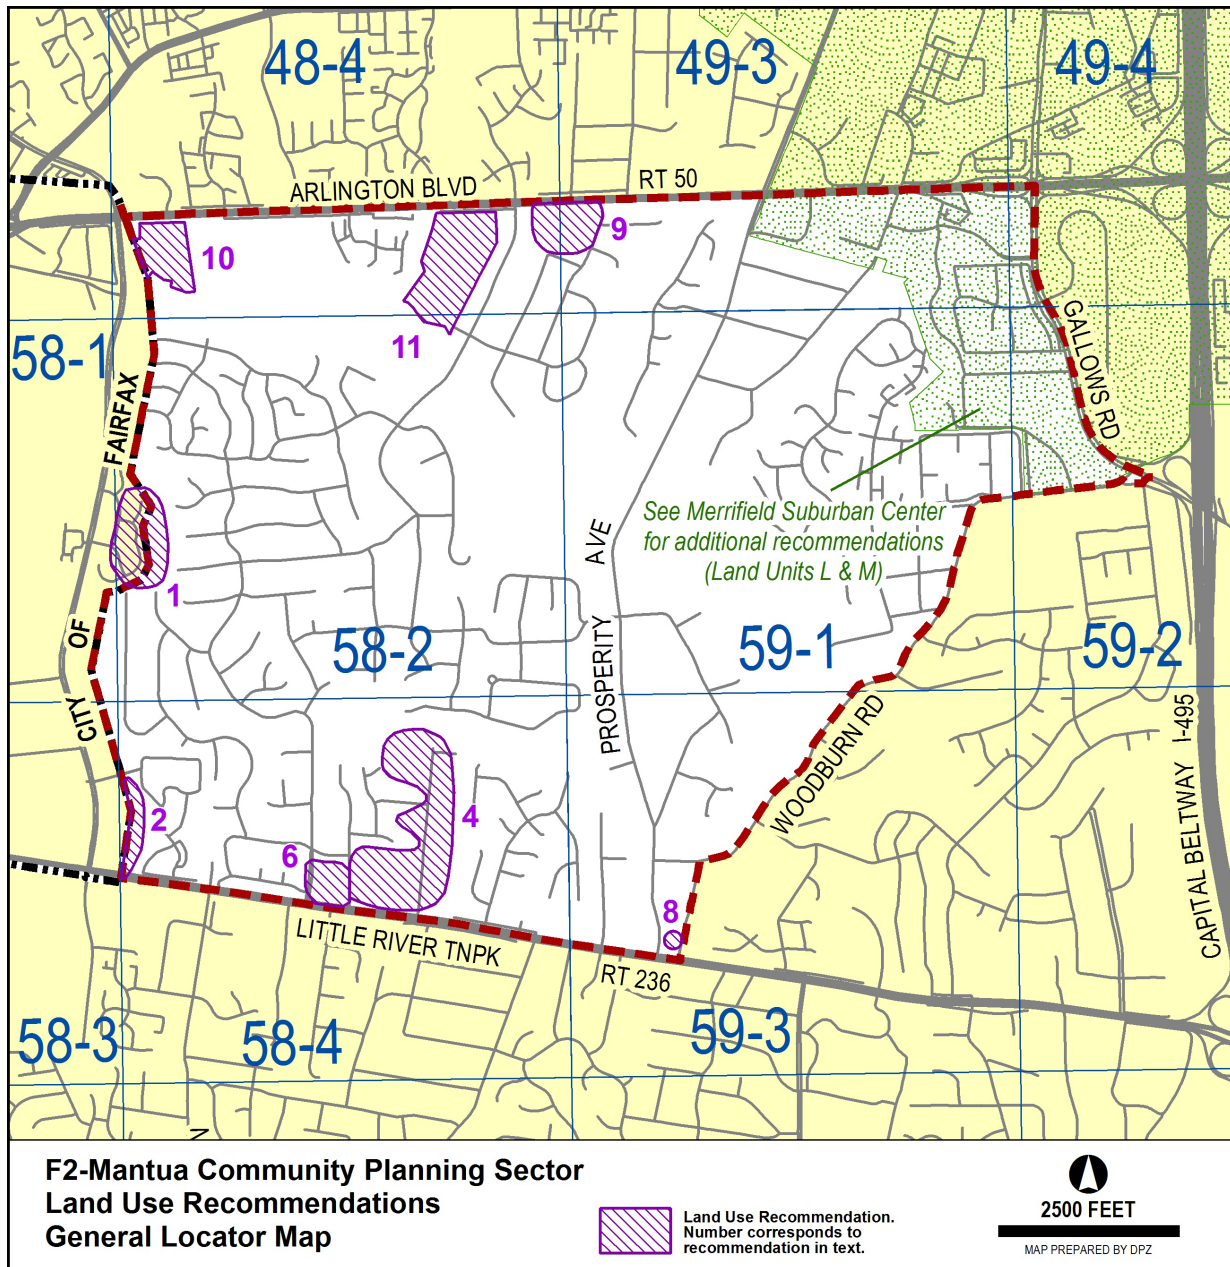 48-4
49-3
49-4
ARLINGTON BLVD
RT 50
10
9
11
58-1
GALLOWS RD
FAIRFAX
See Merrifield Suburban Center
for additional recommendations
(Land Units L & M)
AVE
1
OF
58-2
PROSPERITY
59-1
59-2
CITY
WOODBURN RD
CAPITAL BELTWAY I-495
2
4
6
8
LITTLE RIVER TNPK
RT 236
58-3
58-4
59-3
N
F2-Mantua Community Planning Sector
Land Use Recommendations
General Locator Map
Land Use Recommendation.
Number corresponds to
recommendation in text.
2500 FEET
MAP PREPARED BY DPZ